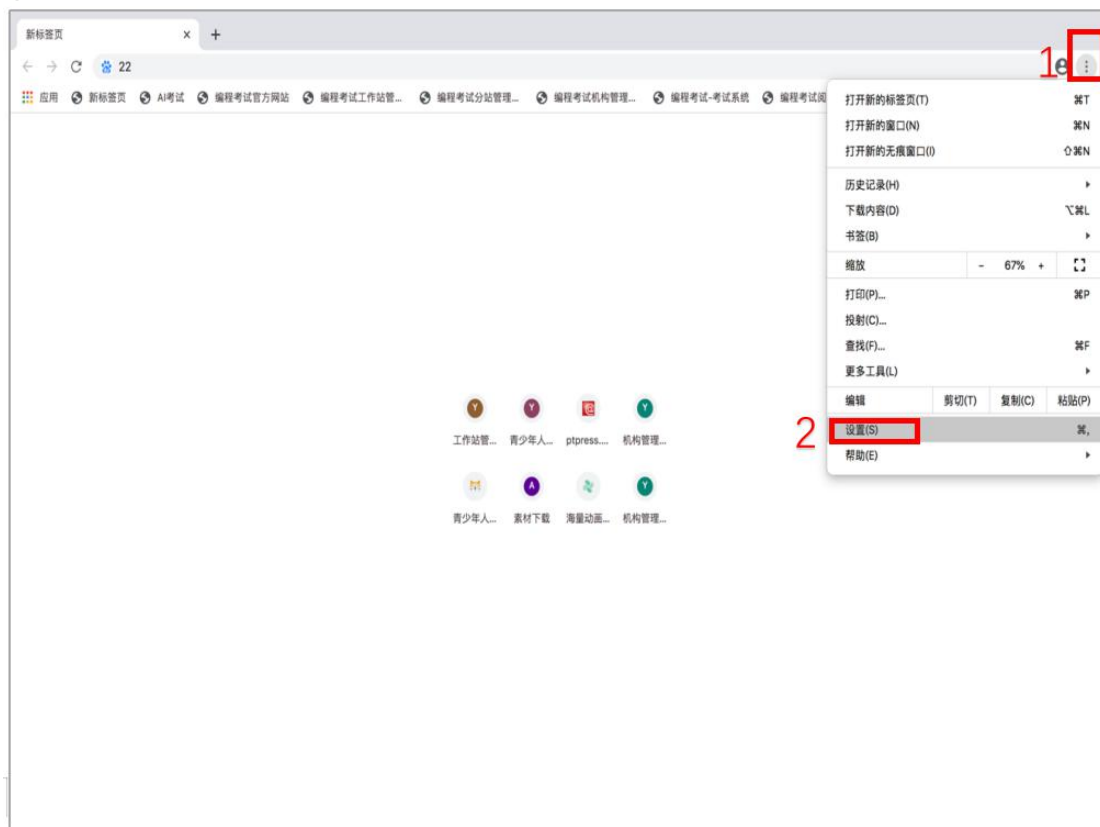 新标签页 × +
22
应用 新标签页 AI考试 编程考试官方网站 编程考试工作站管... 编程考试分站管理... 编程考试机构管理... 编程考试-考试系统 编程考试阅
1
打开新的标签页(T) ⌘T
打开新的窗口(N) ⌘N
打开新的无痕窗口(I) ⇧⌘N
历史记录(H)
下载内容(D) ⌥⌘L
书签(B)
缩放 - 67% +
打印(P)... ⌘P
投射(C)...
查找(F)... ⌘F
更多工具(L)
编辑 剪切(T) 复制(C) 粘贴(P)
2 设置(S) ⌘,
帮助(E)
Y Y Y
工作站管... 青少年人... ptpress.... 机构管理...
A Y
青少年人... 素材下载 海量动画... 机构管理...